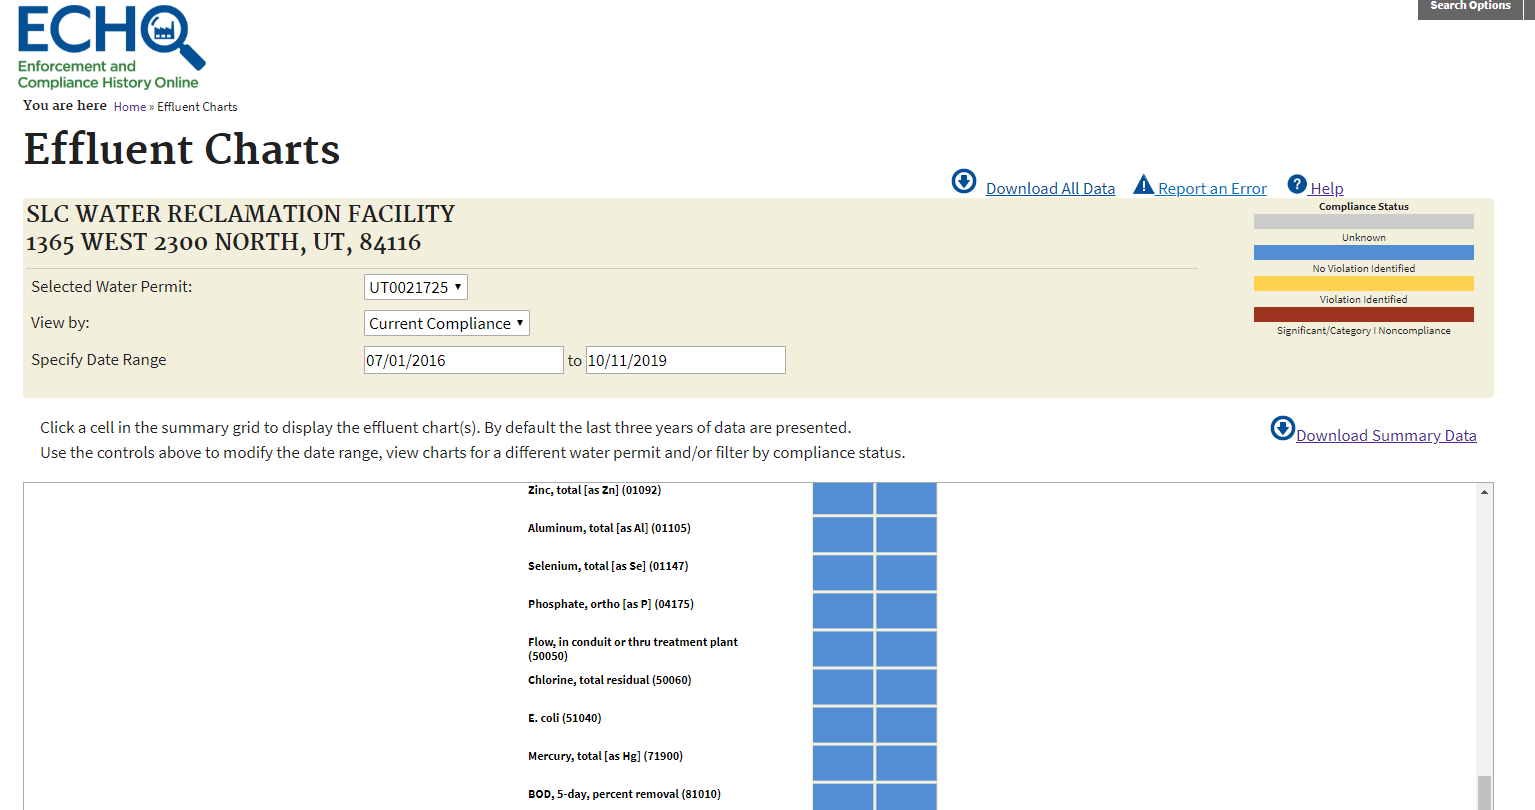 Search Options
ECHO
Enforcement and
Compliance History Online
You are here Home » Effluent Charts
Effluent Charts
Download All Data Report an Error Help
SLC WATER RECLAMATION FACILITY
1365 WEST 2300 NORTH, UT, 84116
Compliance Status
Unknown
No Violation Identified
Violation Identified
Significant/Category I Noncompliance
Selected Water Permit: UT0021725
View by: Current Compliance
Specify Date Range 07/01/2016 to 10/11/2019
Click a cell in the summary grid to display the effluent chart(s). By default the last three years of data are presented.
Use the controls above to modify the date range, view charts for a different water permit and/or filter by compliance status.
Download Summary Data
Zinc, total [as Zn] (01092)
Aluminum, total [as Al] (01105)
Selenium, total [as Se] (01147)
Phosphate, ortho [as P] (04175)
Flow, in conduit or thru treatment plant
(50050)
Chlorine, total residual (50060)
E. coli (51040)
Mercury, total [as Hg] (71900)
BOD, 5-day, percent removal (81010)